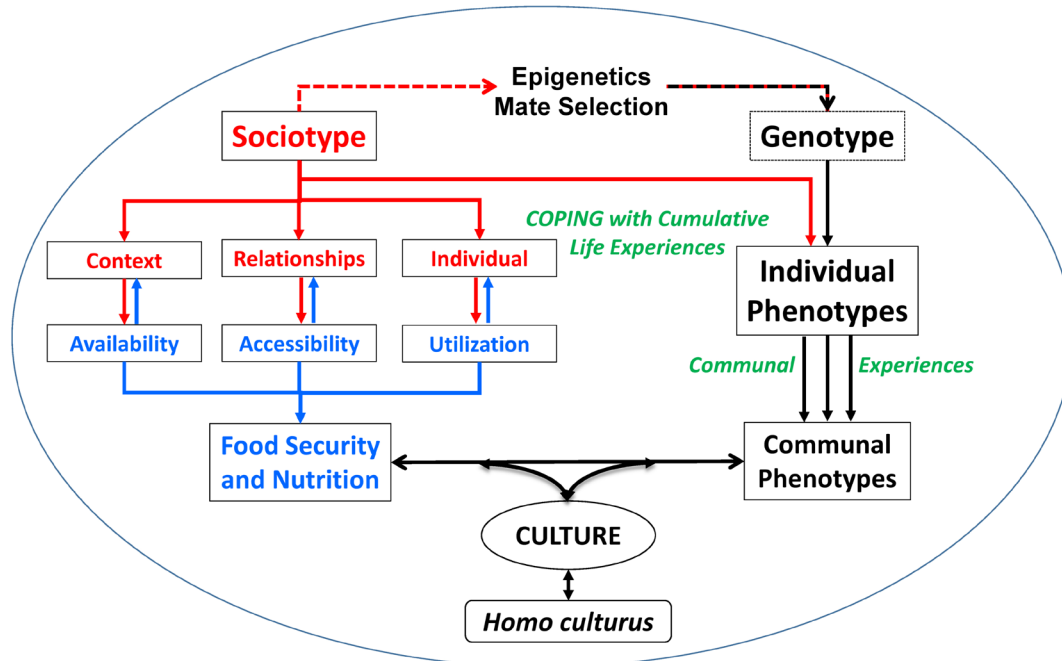 Epigenetics
Mate Selection
Sociotype
Genotype
COPING with Cumulative
Life Experiences
Context
Relationships
Individual
Individual
Phenotypes
Availability
Accessibility
Utilization
Communal
Experiences
Food Security
and Nutrition
Communal
Phenotypes
CULTURE
Homo culturus